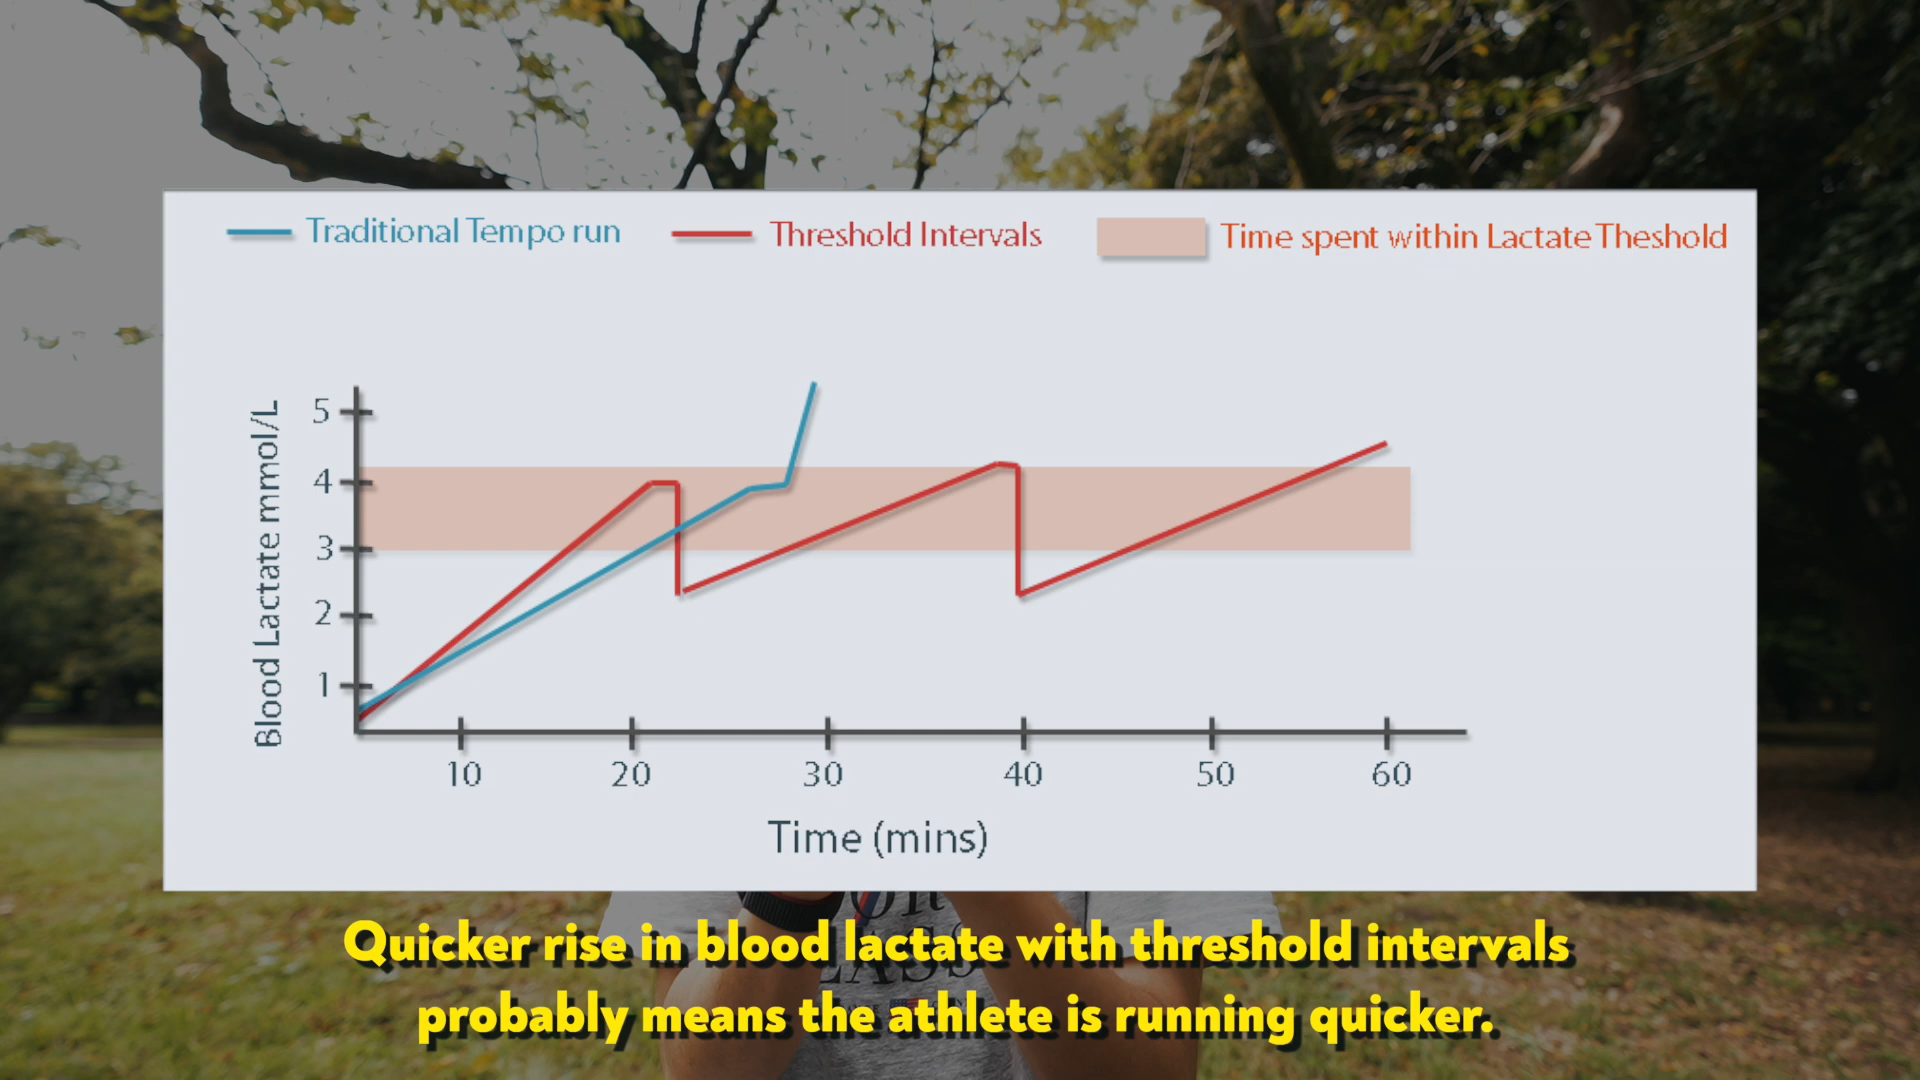 Traditional Tempo run
Threshold Intervals
Time spent within Lactate Theshold
Blood Lactate mmol/L
5
4
3
2
1
10 20 30 40 50 60
Time (mins)
Quicker rise in blood lactate with threshold intervals
probably means the athlete is running quicker.